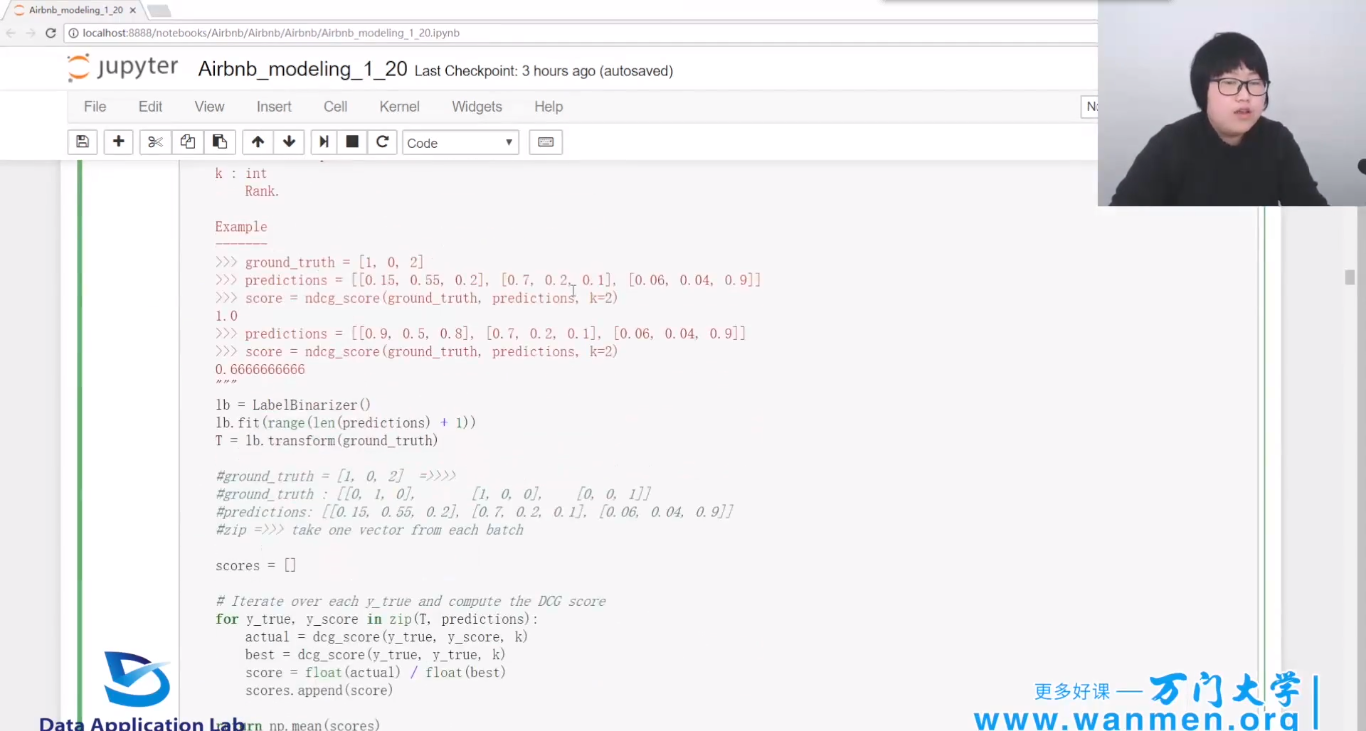 Airbnb_modeling_1_20
localhost:8888/notebooks/Airbnb/Airbnb/Airbnb/Airbnb_modeling_1_20.ipynb
jupyter Airbnb_modeling_1_20 Last Checkpoint: 3 hours ago (autosaved)
File Edit View Insert Cell Kernel Widgets Help
Code
k : int
Rank.
Example
-------
>>> ground_truth = [1, 0, 2]
>>> predictions = [[0.15, 0.55, 0.2], [0.7, 0.2, 0.1], [0.06, 0.04, 0.9]]
>>> score = ndcg_score(ground_truth, predictions, k=2)
1.0
>>> predictions = [[0.9, 0.5, 0.8], [0.7, 0.2, 0.1], [0.06, 0.04, 0.9]]
>>> score = ndcg_score(ground_truth, predictions, k=2)
0.6666666666
"""
lb = LabelBinarizer()
lb.fit(range(len(predictions) + 1))
T = lb.transform(ground_truth)
#ground_truth = [1, 0, 2] =>>>>
#ground_truth : [[0, 1, 0], [1, 0, 0], [0, 0, 1]]
#predictions: [[0.15, 0.55, 0.2], [0.7, 0.2, 0.1], [0.06, 0.04, 0.9]]
#zip =>>> take one vector from each batch
scores = []
# Iterate over each y_true and compute the DCG score
for y_true, y_score in zip(T, predictions):
actual = dcg_score(y_true, y_score, k)
best = dcg_score(y_true, y_true, k)
score = float(actual) / float(best)
scores.append(score)
np.mean(scores)
Data Application Lab
更多好课 — 万门大学
www.wanmen.org